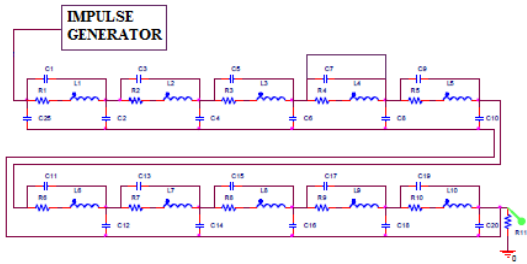 IMPULSE
GENERATOR
C1 C3 C5 C7 C9
L1 L2 L3 L4 L5
R1 R2 R3 R4 R5
C25 C2 C4 C6 C8 C10
C11 C13 C15 C17 C19
L6 L7 L8 L9 L10
R6 R7 R8 R9 R10
C12 C14 C16 C18 C20 R11
0